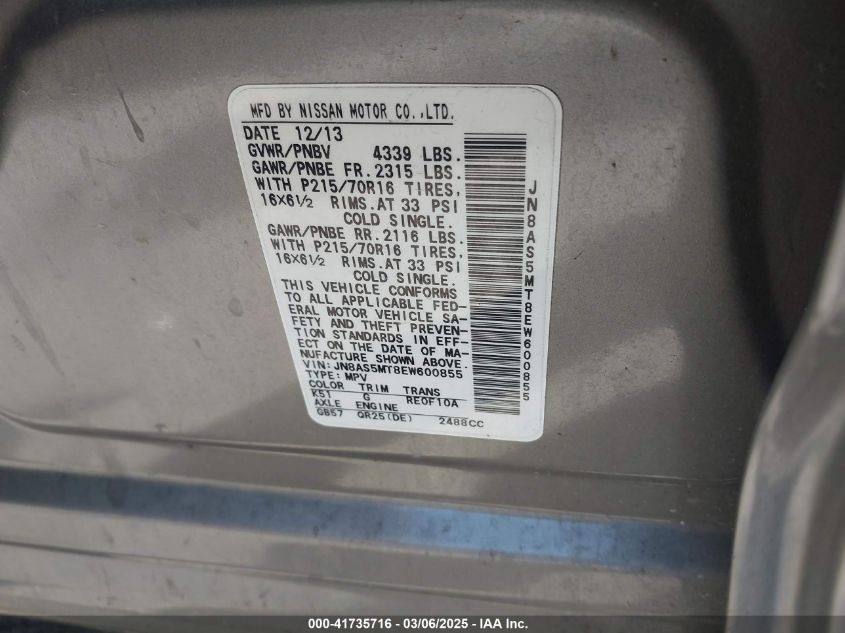 MFD BY NISSAN MOTOR CO.,LTD.
DATE 12/13
GVWR/PNBV 4339 LBS.
GAWR/PNBE FR. 2315 LBS.
WITH P215/70R16 TIRES,
16X6½ RIMS. AT 33 PSI
COLD SINGLE.
GAWR/PNBE RR. 2116 LBS.
WITH P215/70R16 TIRES,
16X6½ RIMS. AT 33 PSI
COLD SINGLE.
THIS VEHICLE CONFORMS
TO ALL APPLICABLE FED-
ERAL MOTOR VEHICLE SA-
FETY AND THEFT PREVEN-
TION STANDARDS IN EFF-
ECT ON THE DATE OF MA-
NUFACTURE SHOWN ABOVE.
VIN: JN8AS5MT8EW600855
TYPE: MPV
COLOR TRIM TRANS
K51 G RE0F10A
AXLE ENGINE
GB57 QR25(DE) 2488CC
JN8AS5MT8EW600855
000-41735716 — 03/06/2025 — IAA Inc.